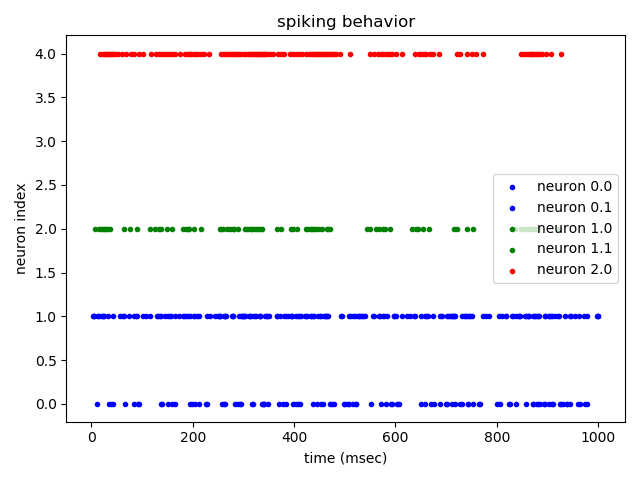 spiking behavior
neuron index
4.0
3.5
3.0
2.5
2.0
1.5
1.0
0.5
0.0
neuron 0.0
neuron 0.1
neuron 1.0
neuron 1.1
neuron 2.0
0 200 400 600 800 1000
time (msec)